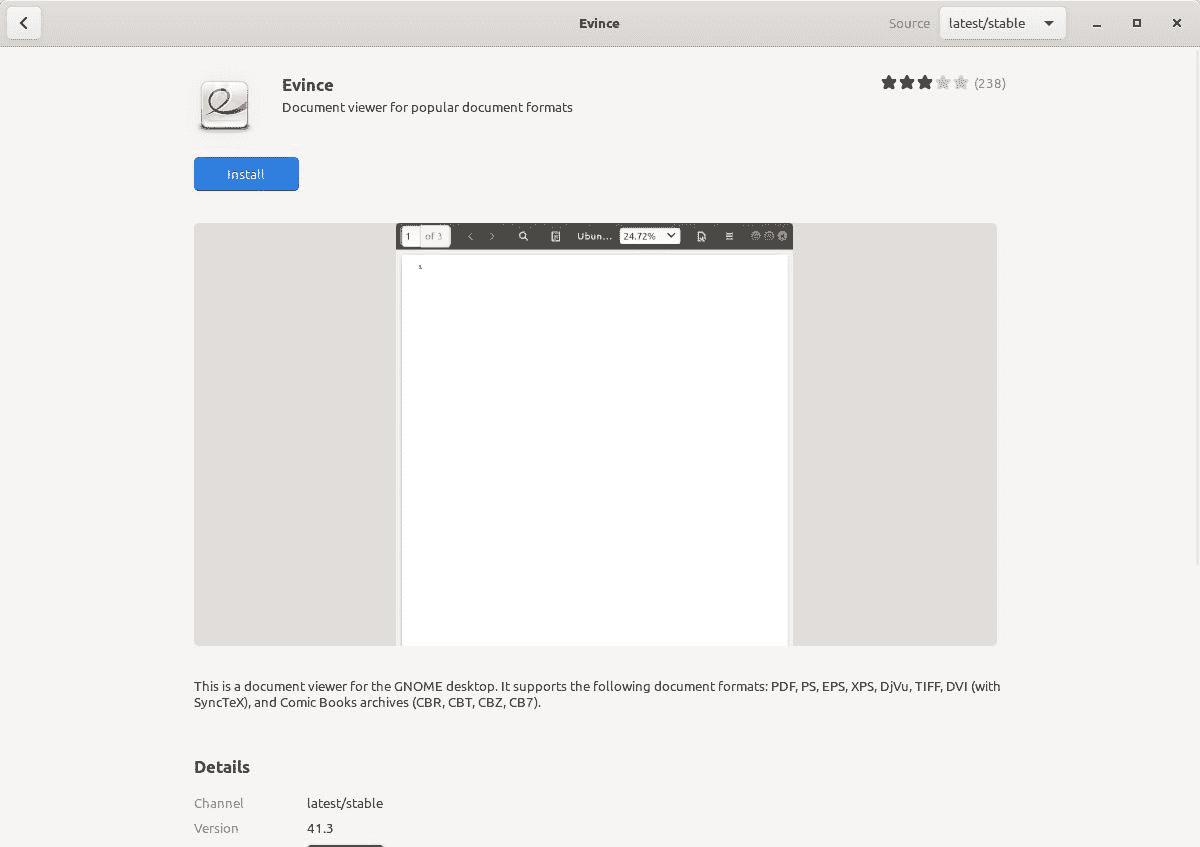 Evince
Source latest/stable
Evince
Document viewer for popular document formats
(238)
Install
1 of 3 Ubun... 24.72%
This is a document viewer for the GNOME desktop. It supports the following document formats: PDF, PS, EPS, XPS, DjVu, TIFF, DVI (with
SyncTeX), and Comic Books archives (CBR, CBT, CBZ, CB7).
Details
Channel latest/stable
Version 41.3